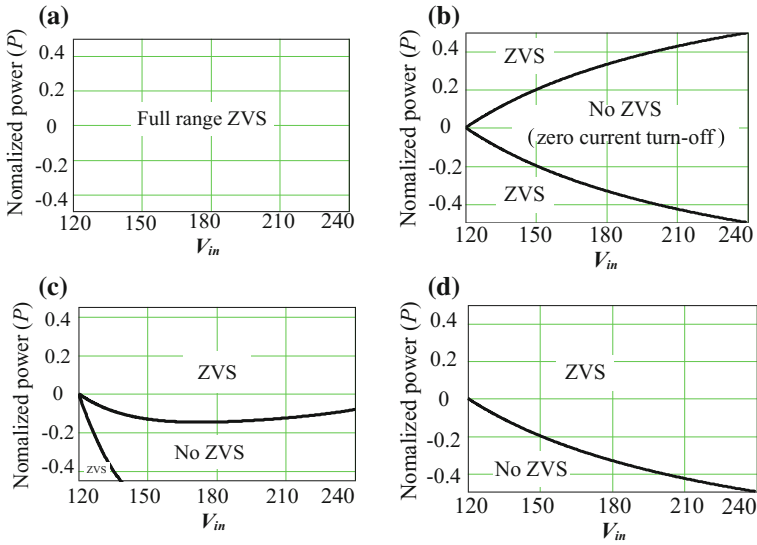 (a)
Nomalized power (P)
0.4
0.2
0
-0.2
-0.4
Full range ZVS
120 150 180 210 240
Vin
(b)
Nomalized power (P)
0.4
0.2
0
-0.2
-0.4
ZVS
No ZVS
(zero current turn-off)
ZVS
120 150 180 210 240
Vin
(c)
Nomalized power (P)
0.4
0.2
0
-0.2
-0.4
ZVS
No ZVS
ZVS
120 150 180 210 240
Vin
(d)
Nomalized power (P)
0.4
0.2
0
-0.2
-0.4
ZVS
No ZVS
120 150 180 210 240
Vin